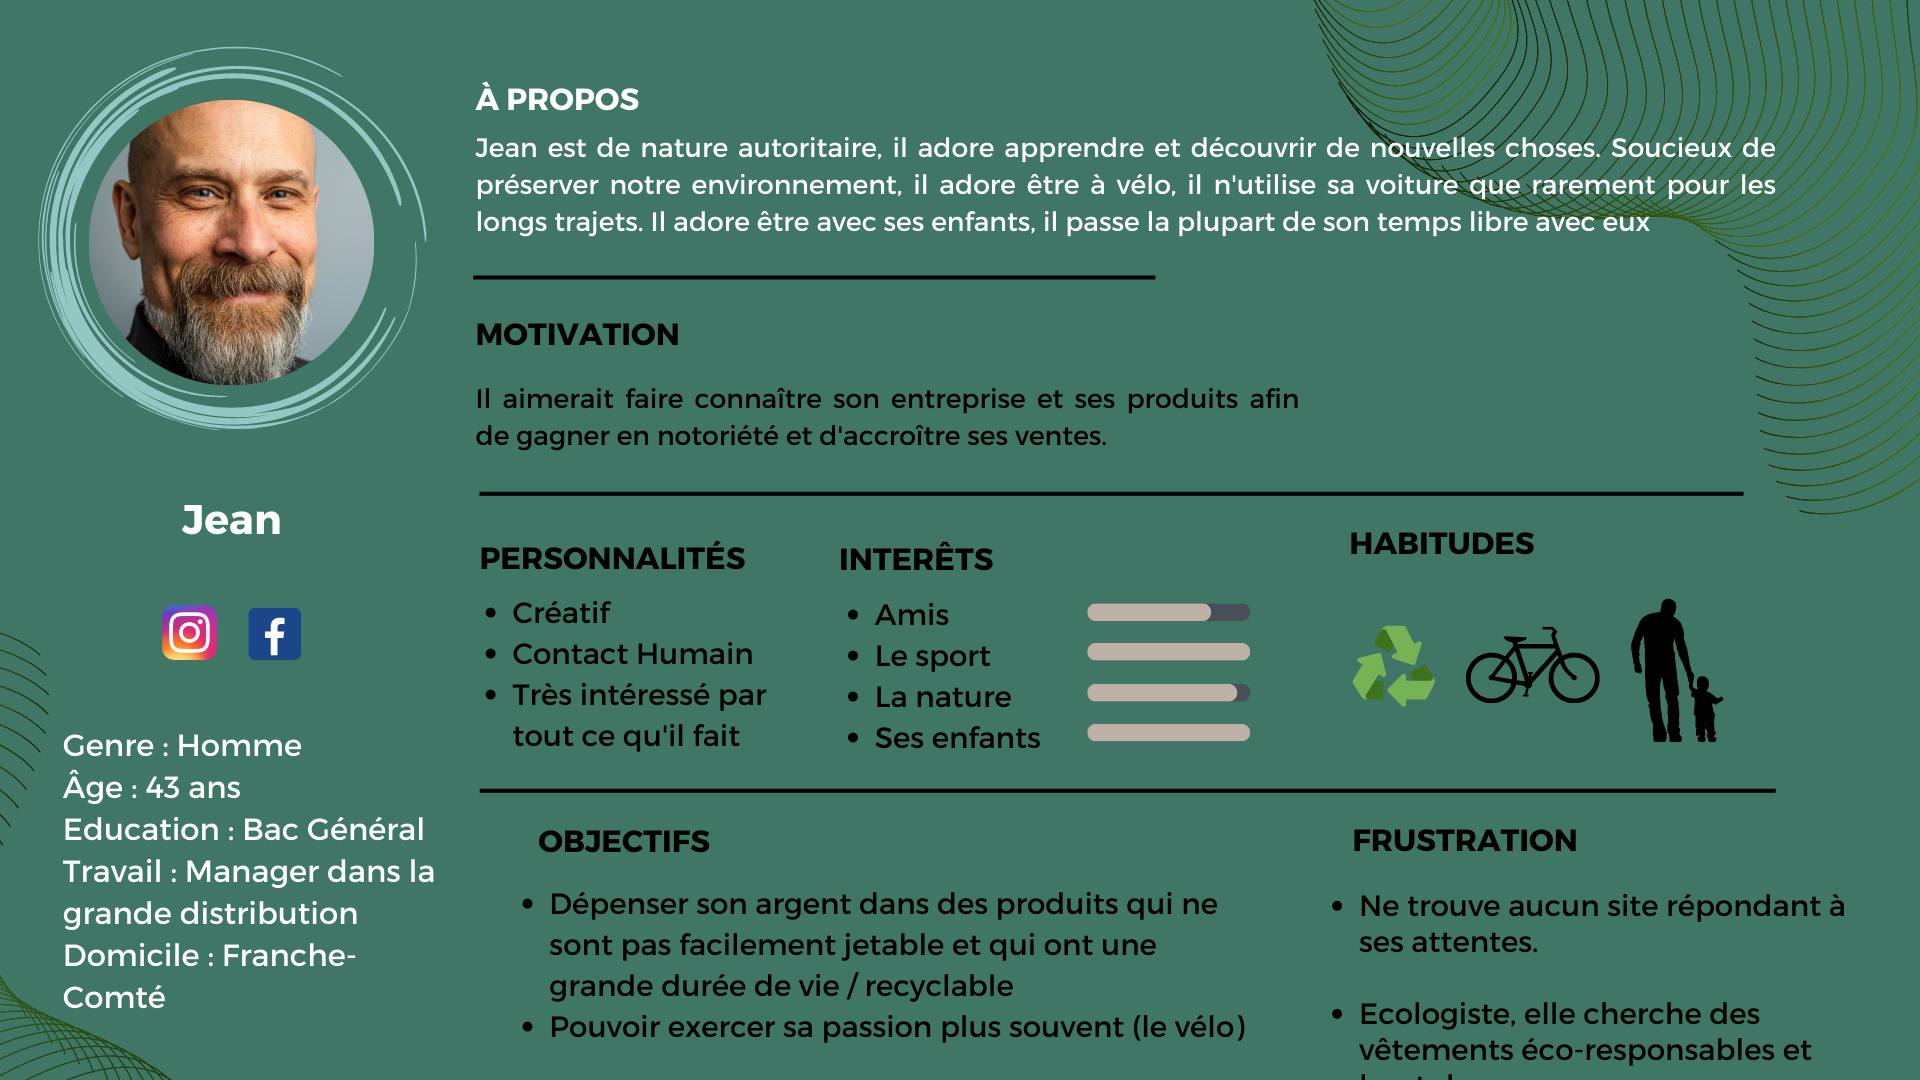 À PROPOS
Jean est de nature autoritaire, il adore apprendre et découvrir de nouvelles choses. Soucieux de
préserver notre environnement, il adore être à vélo, il n'utilise sa voiture que rarement pour les
longs trajets. Il adore être avec ses enfants, il passe la plupart de son temps libre avec eux
MOTIVATION
Il aimerait faire connaître son entreprise et ses produits afin
de gagner en notoriété et d'accroître ses ventes.
Jean
Genre : Homme
Âge : 43 ans
Education : Bac Général
Travail : Manager dans la
grande distribution
Domicile : Franche-
Comté
PERSONNALITÉS
• Créatif
• Contact Humain
• Très intéressé par
tout ce qu'il fait
INTERÊTS
• Amis
• Le sport
• La nature
• Ses enfants
HABITUDES
OBJECTIFS
• Dépenser son argent dans des produits qui ne
sont pas facilement jetable et qui ont une
grande durée de vie / recyclable
• Pouvoir exercer sa passion plus souvent (le vélo)
FRUSTRATION
• Ne trouve aucun site répondant à
ses attentes.
• Ecologiste, elle cherche des
vêtements éco-responsables et